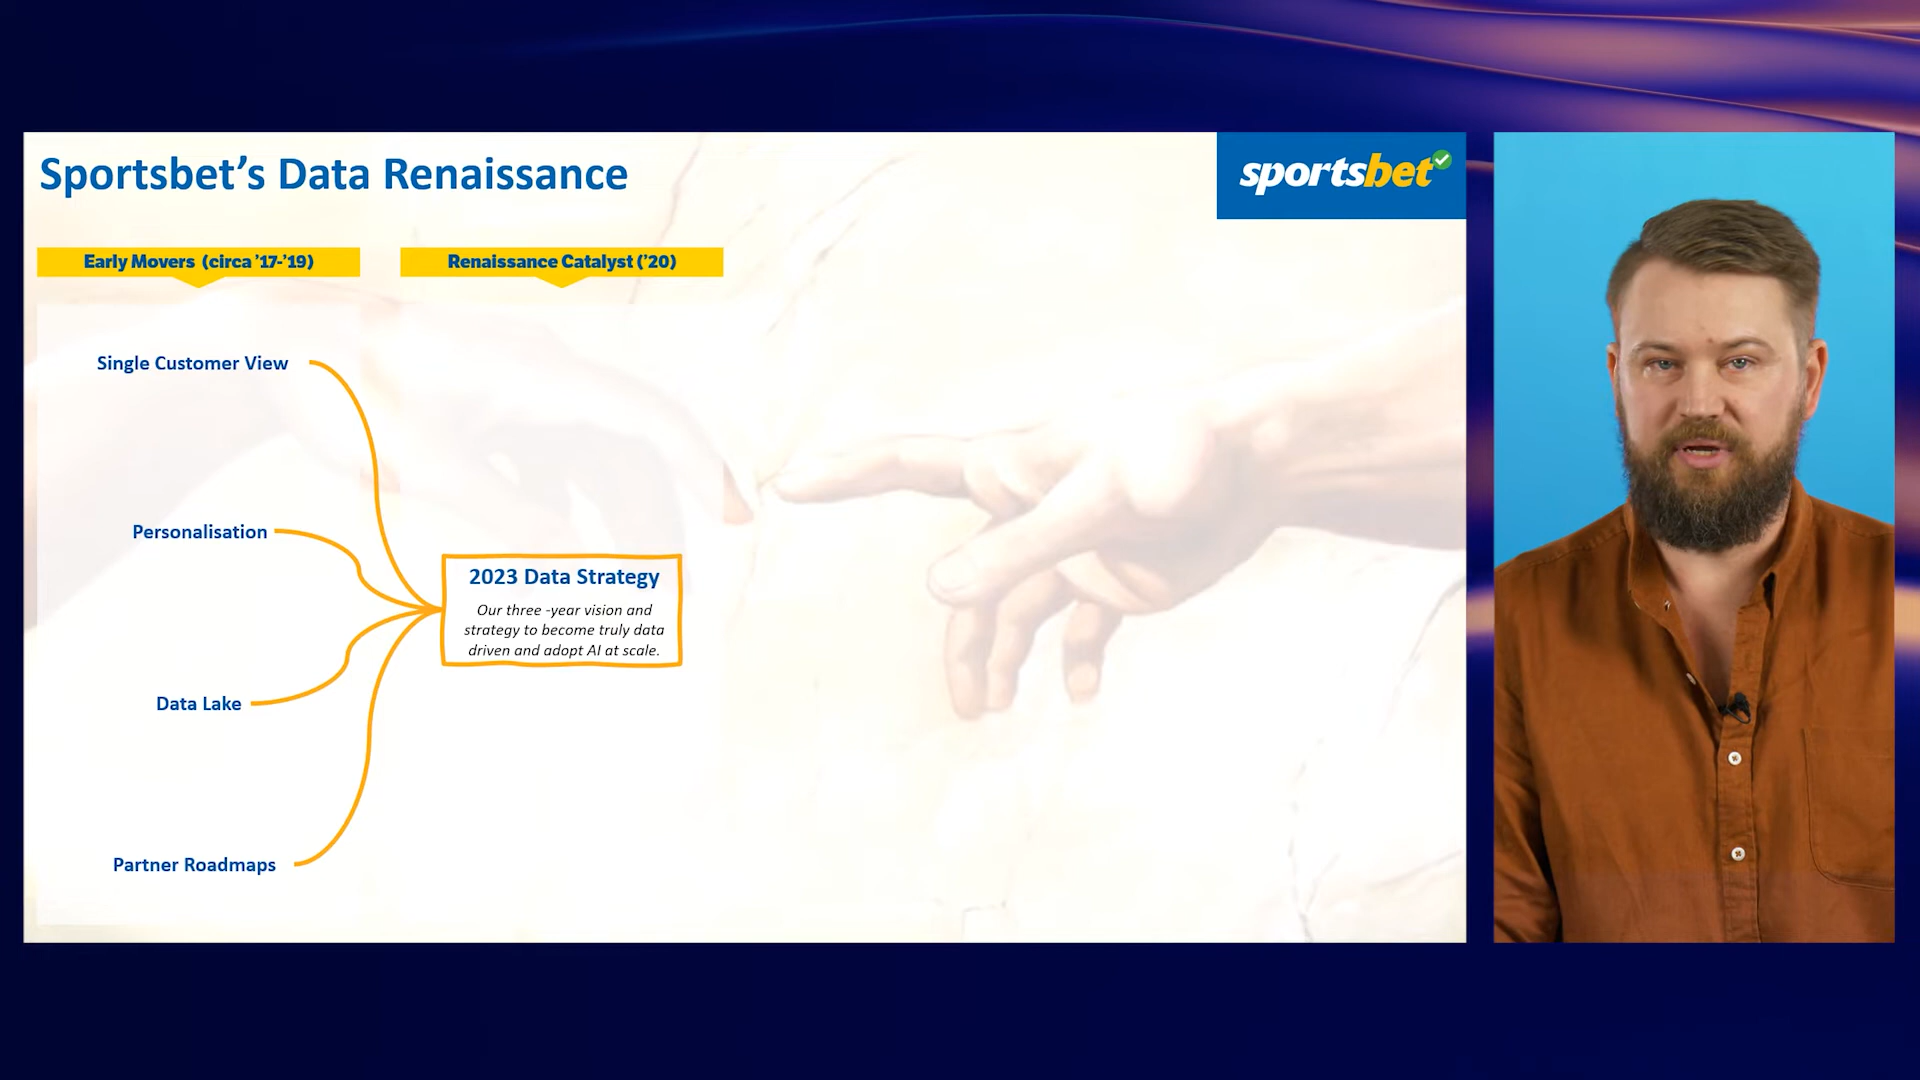 Sportsbet's Data Renaissance
sportsbet
Early Movers (circa '17-'19)
Renaissance Catalyst ('20)
Single Customer View
Personalisation
Data Lake
Partner Roadmaps
2023 Data Strategy
Our three -year vision and
strategy to become truly data
driven and adopt AI at scale.